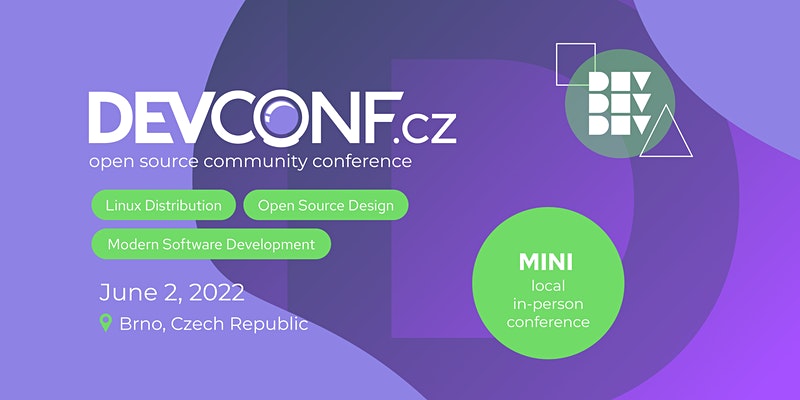 DEVCONF.cz
open source community conference
Linux Distribution
Open Source Design
Modern Software Development
June 2, 2022
Brno, Czech Republic
DEV
DEV
DEV
MINI
local
in-person
conference